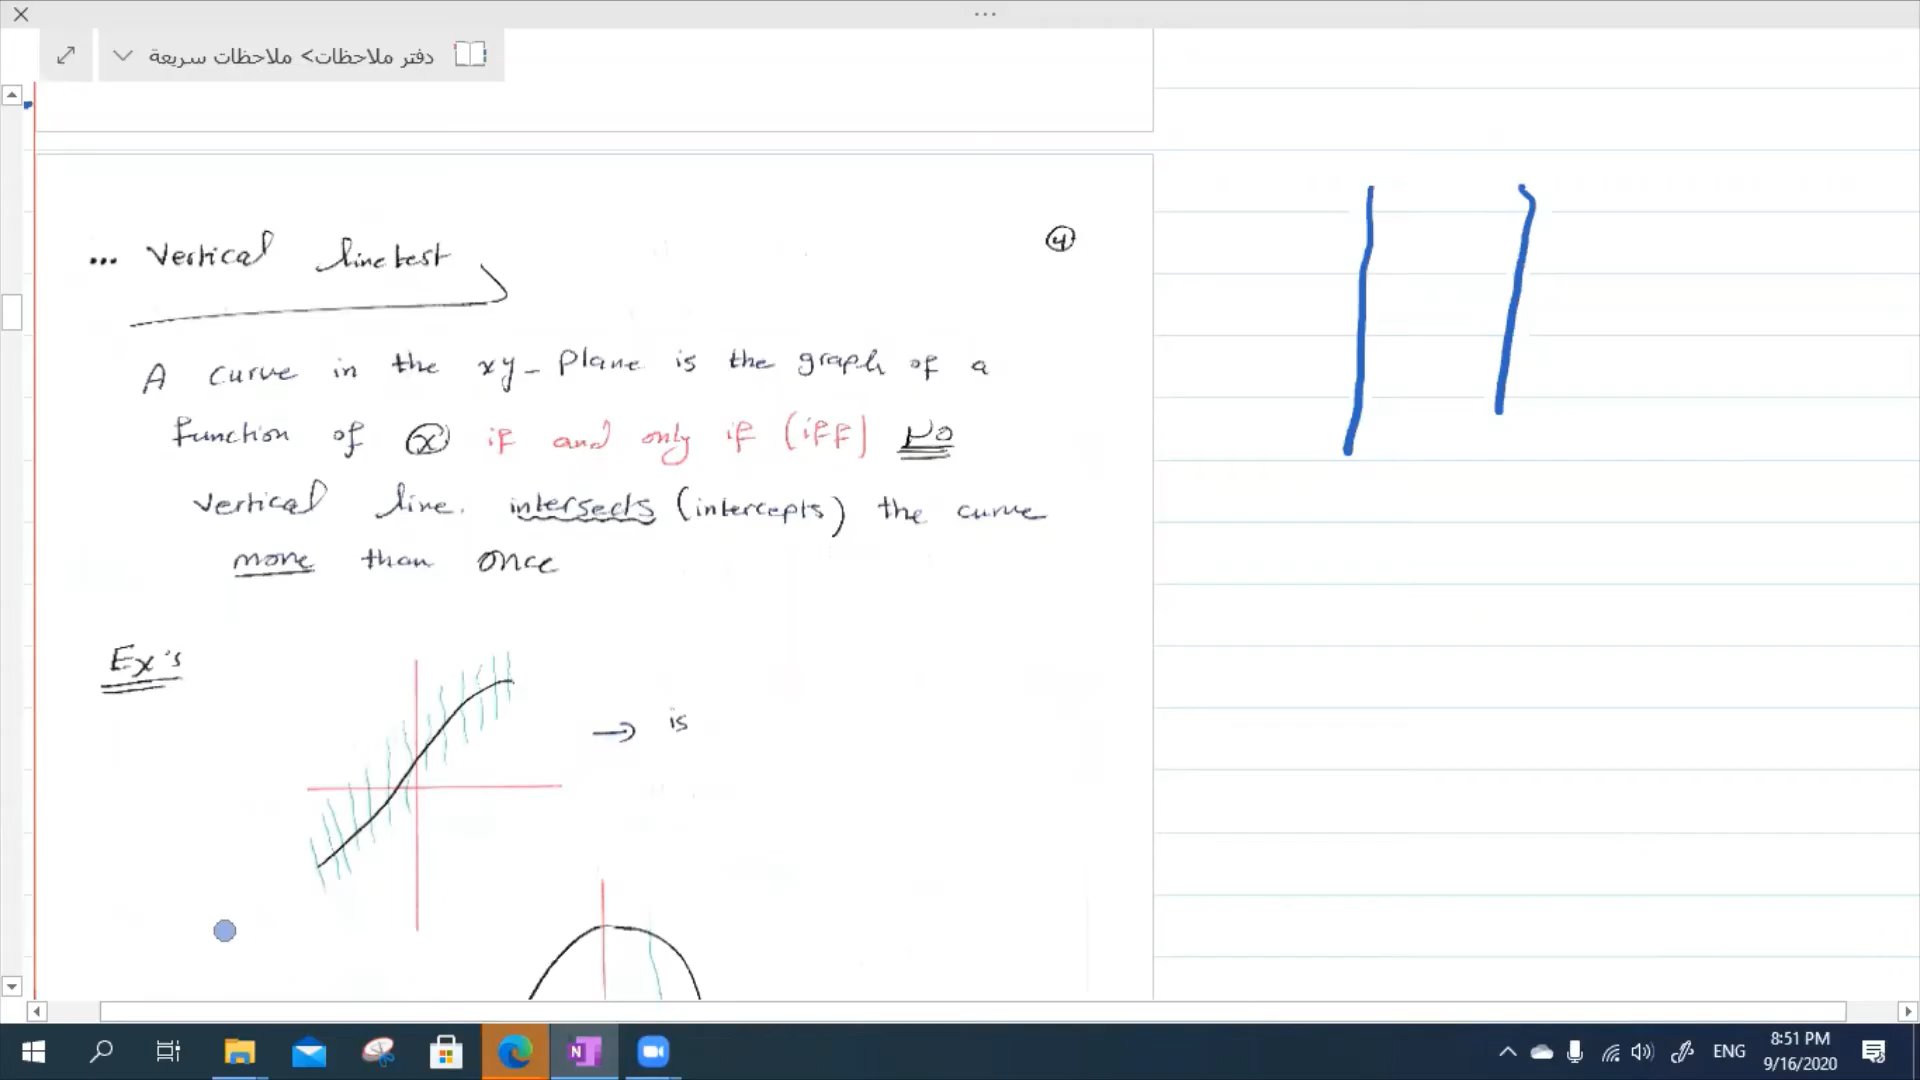 دفتر ملاحظات> ملاحظات سريعة
... Vertical line test
4
A curve in the xy-Plane is the graph of a
function of x if and only if (iff) No
vertical line. intersects (intercepts) the curve
more than once
Ex's
→ is
ENG
8:51 PM
9/16/2020